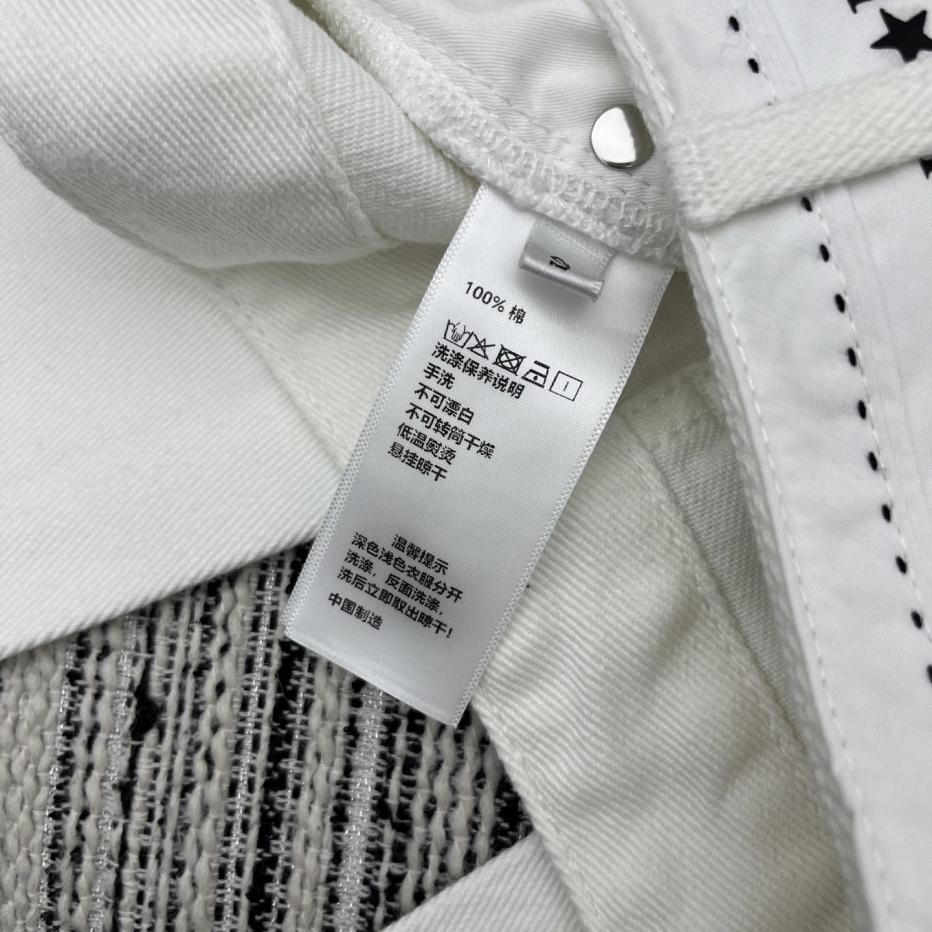 100% 棉
洗涤保养说明
手洗
不可漂白
不可转筒干燥
低温熨烫
悬挂晾干
温馨提示
深色浅色衣服分开
洗涤，反面洗涤，
洗后立即取出晾干！
中国制造